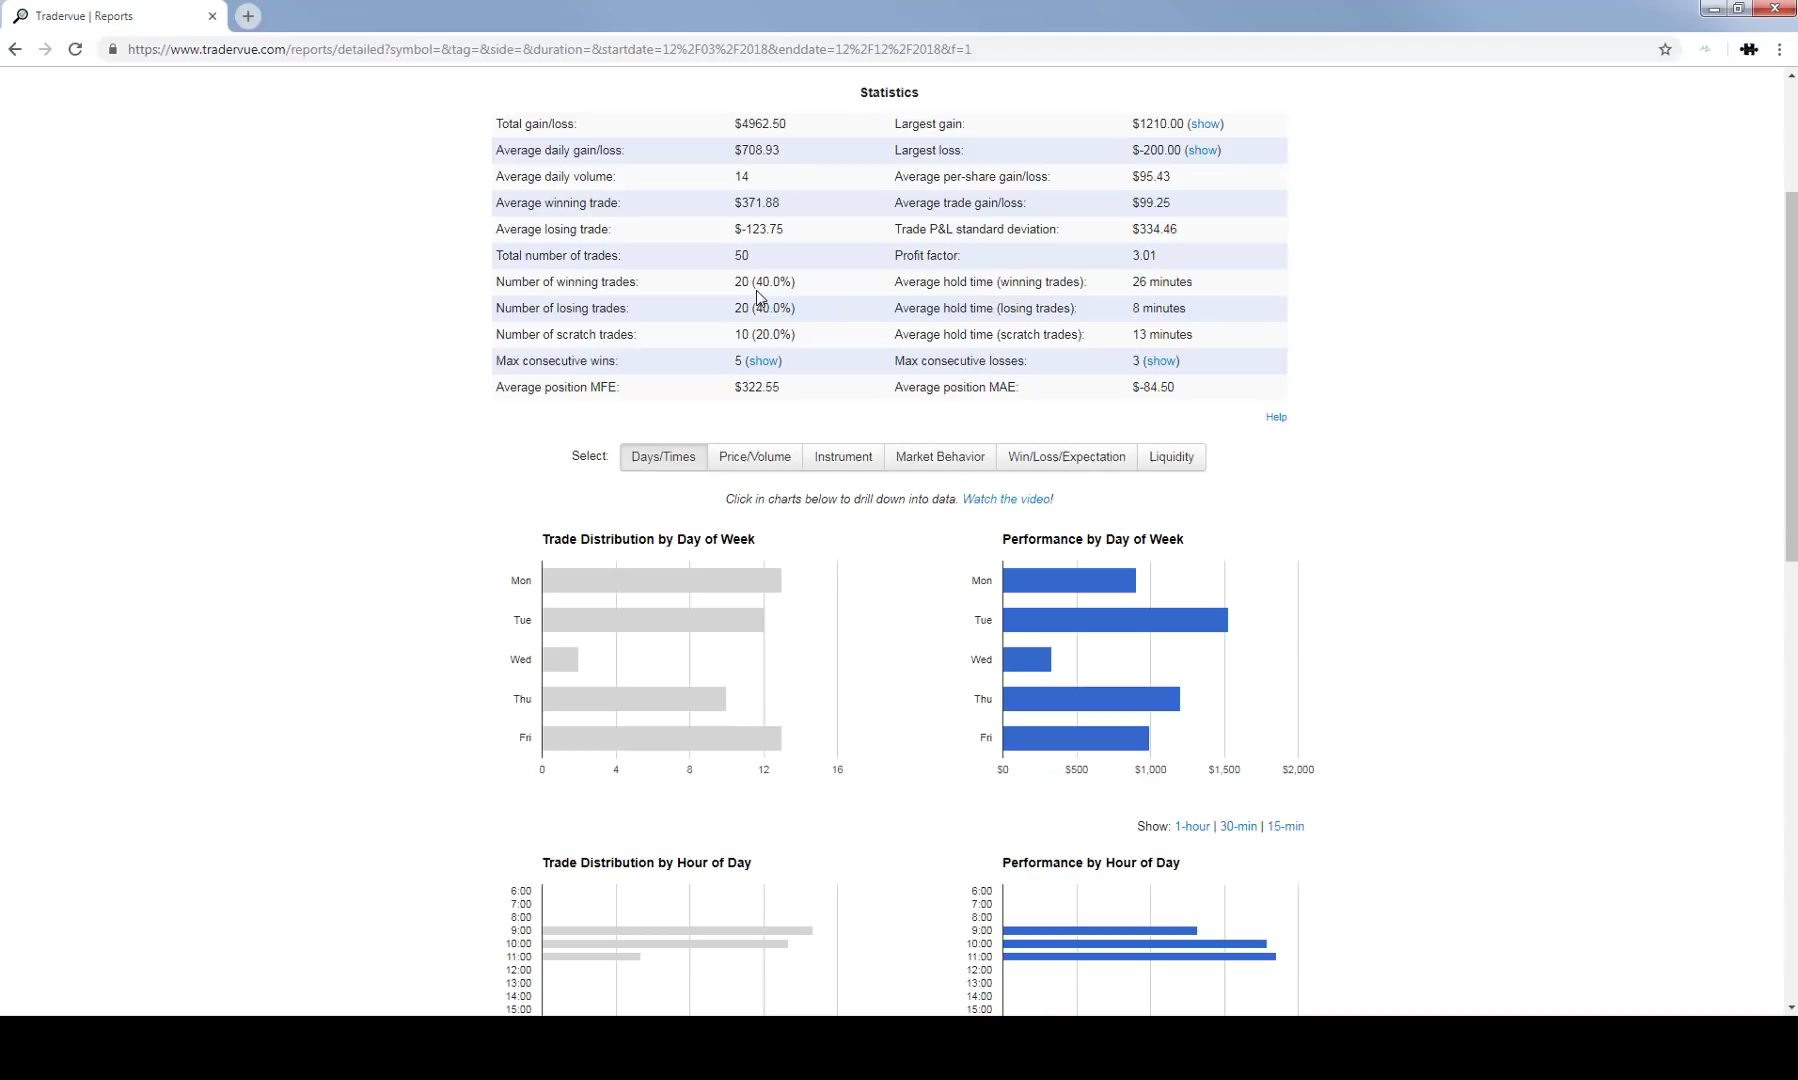 Tradervue | Reports
https://www.tradervue.com/reports/detailed?symbol=&tag=&side=&duration=&startdate=12%2F03%2F2018&enddate=12%2F12%2F2018&f=1
Statistics
Total gain/loss: $4962.50 Largest gain: $1210.00 (show)
Average daily gain/loss: $708.93 Largest loss: $-200.00 (show)
Average daily volume: 14 Average per-share gain/loss: $95.43
Average winning trade: $371.88 Average trade gain/loss: $99.25
Average losing trade: $-123.75 Trade P&L standard deviation: $334.46
Total number of trades: 50 Profit factor: 3.01
Number of winning trades: 20 (40.0%) Average hold time (winning trades): 26 minutes
Number of losing trades: 20 (40.0%) Average hold time (losing trades): 8 minutes
Number of scratch trades: 10 (20.0%) Average hold time (scratch trades): 13 minutes
Max consecutive wins: 5 (show) Max consecutive losses: 3 (show)
Average position MFE: $322.55 Average position MAE: $-84.50
Help
Select: Days/Times Price/Volume Instrument Market Behavior Win/Loss/Expectation Liquidity
Click in charts below to drill down into data. Watch the video!
Trade Distribution by Day of Week
Mon
Tue
Wed
Thu
Fri
0 4 8 12 16
Performance by Day of Week
Mon
Tue
Wed
Thu
Fri
$0 $500 $1,000 $1,500 $2,000
Show: 1-hour | 30-min | 15-min
Trade Distribution by Hour of Day
6:00
7:00
8:00
9:00
10:00
11:00
12:00
13:00
14:00
15:00
Performance by Hour of Day
6:00
7:00
8:00
9:00
10:00
11:00
12:00
13:00
14:00
15:00